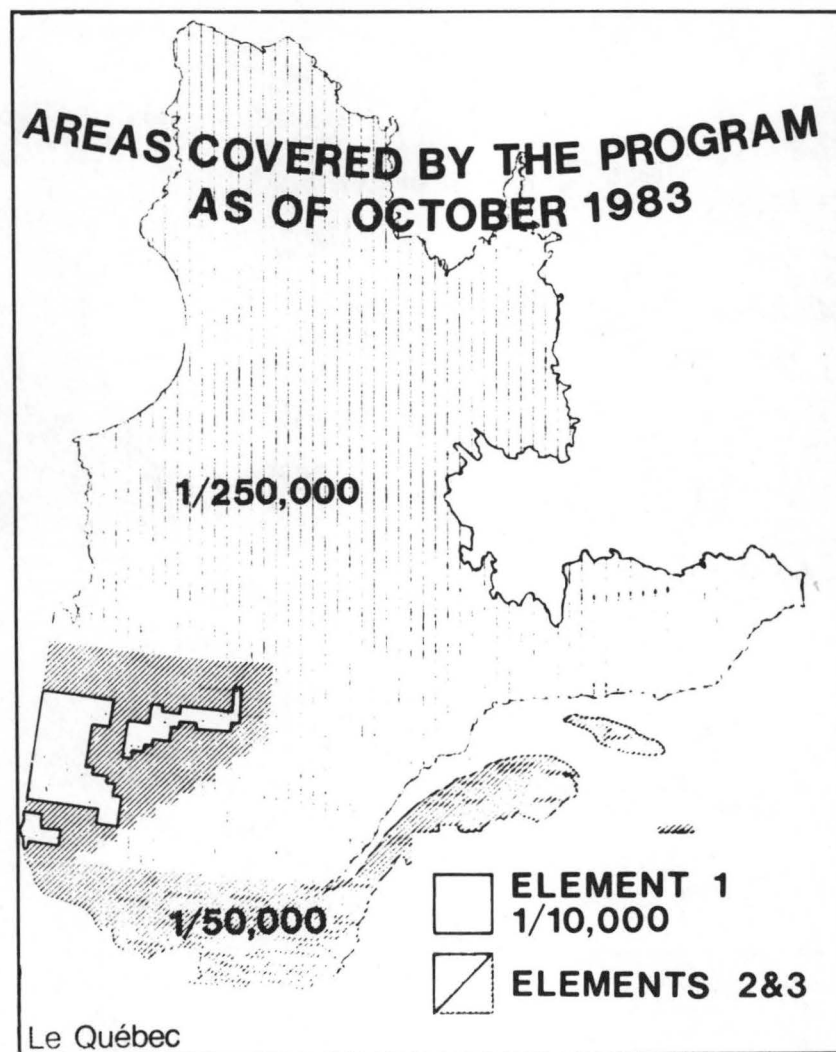 AREAS COVERED BY THE PROGRAM
AS OF OCTOBER 1983
1/250,000
1/50,000
ELEMENT 1
1/10,000
ELEMENTS 2&3
Le Québec